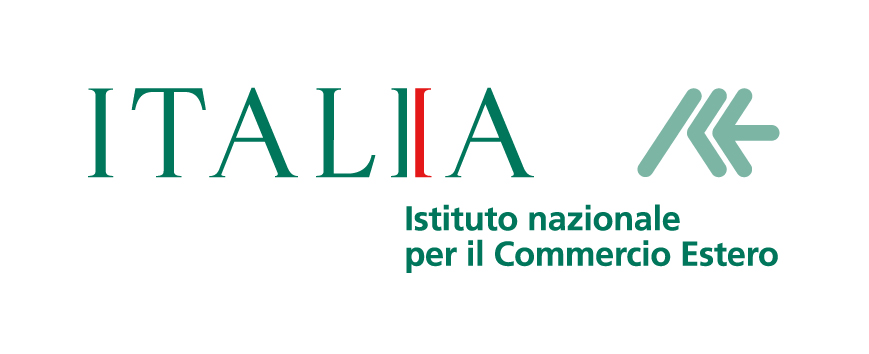 ITALIA
Istituto nazionale
per il Commercio Estero